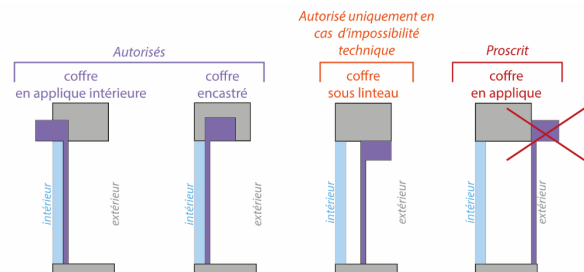 Autorisés
Autorisé uniquement en
cas d'impossibilité
technique
Proscrit
coffre
en applique intérieure
coffre
encastré
coffre
sous linteau
coffre
en applique
intérieur
extérieur
intérieur
extérieur
intérieur
extérieur
intérieur
extérieur